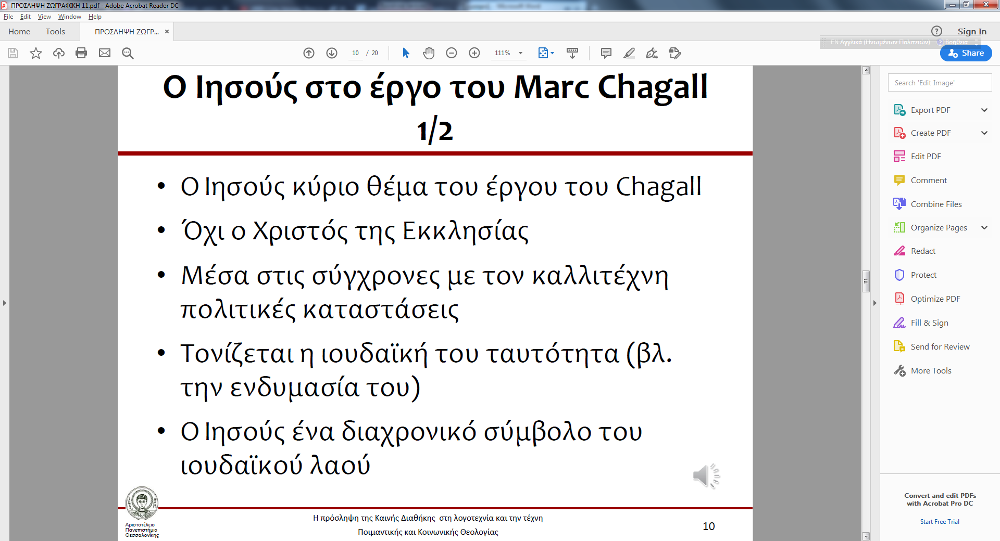 ΠΡΟΣΛΗΨΗ ΖΩΓΡΑΦΙΚΗ 11.pdf - Adobe Acrobat Reader DC
File Edit View Window Help
Home Tools ΠΡΟΣΛΗΨΗ ΖΩΓΡ... Sign In
EN Αγγλικά (Ηνωμένων Πολιτειών) Βοήθεια
10 / 20 111% Share
Ο Ιησούς στο έργο του Marc Chagall
1/2
• Ο Ιησούς κύριο θέμα του έργου του Chagall
• Όχι ο Χριστός της Εκκλησίας
• Μέσα στις σύγχρονες με τον καλλιτέχνη
πολιτικές καταστάσεις
• Τονίζεται η ιουδαϊκή του ταυτότητα (βλ.
την ενδυμασία του)
• Ο Ιησούς ένα διαχρονικό σύμβολο του
ιουδαϊκού λαού
Αριστοτέλειο
Πανεπιστήμιο
Θεσσαλονίκης
Η πρόσληψη της Καινής Διαθήκης στη λογοτεχνία και την τέχνη
Ποιμαντικής και Κοινωνικής Θεολογίας
10
Search 'Edit Image'
Export PDF
Create PDF
Edit PDF
Comment
Combine Files
Organize Pages
Redact
Protect
Optimize PDF
Fill & Sign
Send for Review
More Tools
Convert and edit PDFs
with Acrobat Pro DC
Start Free Trial